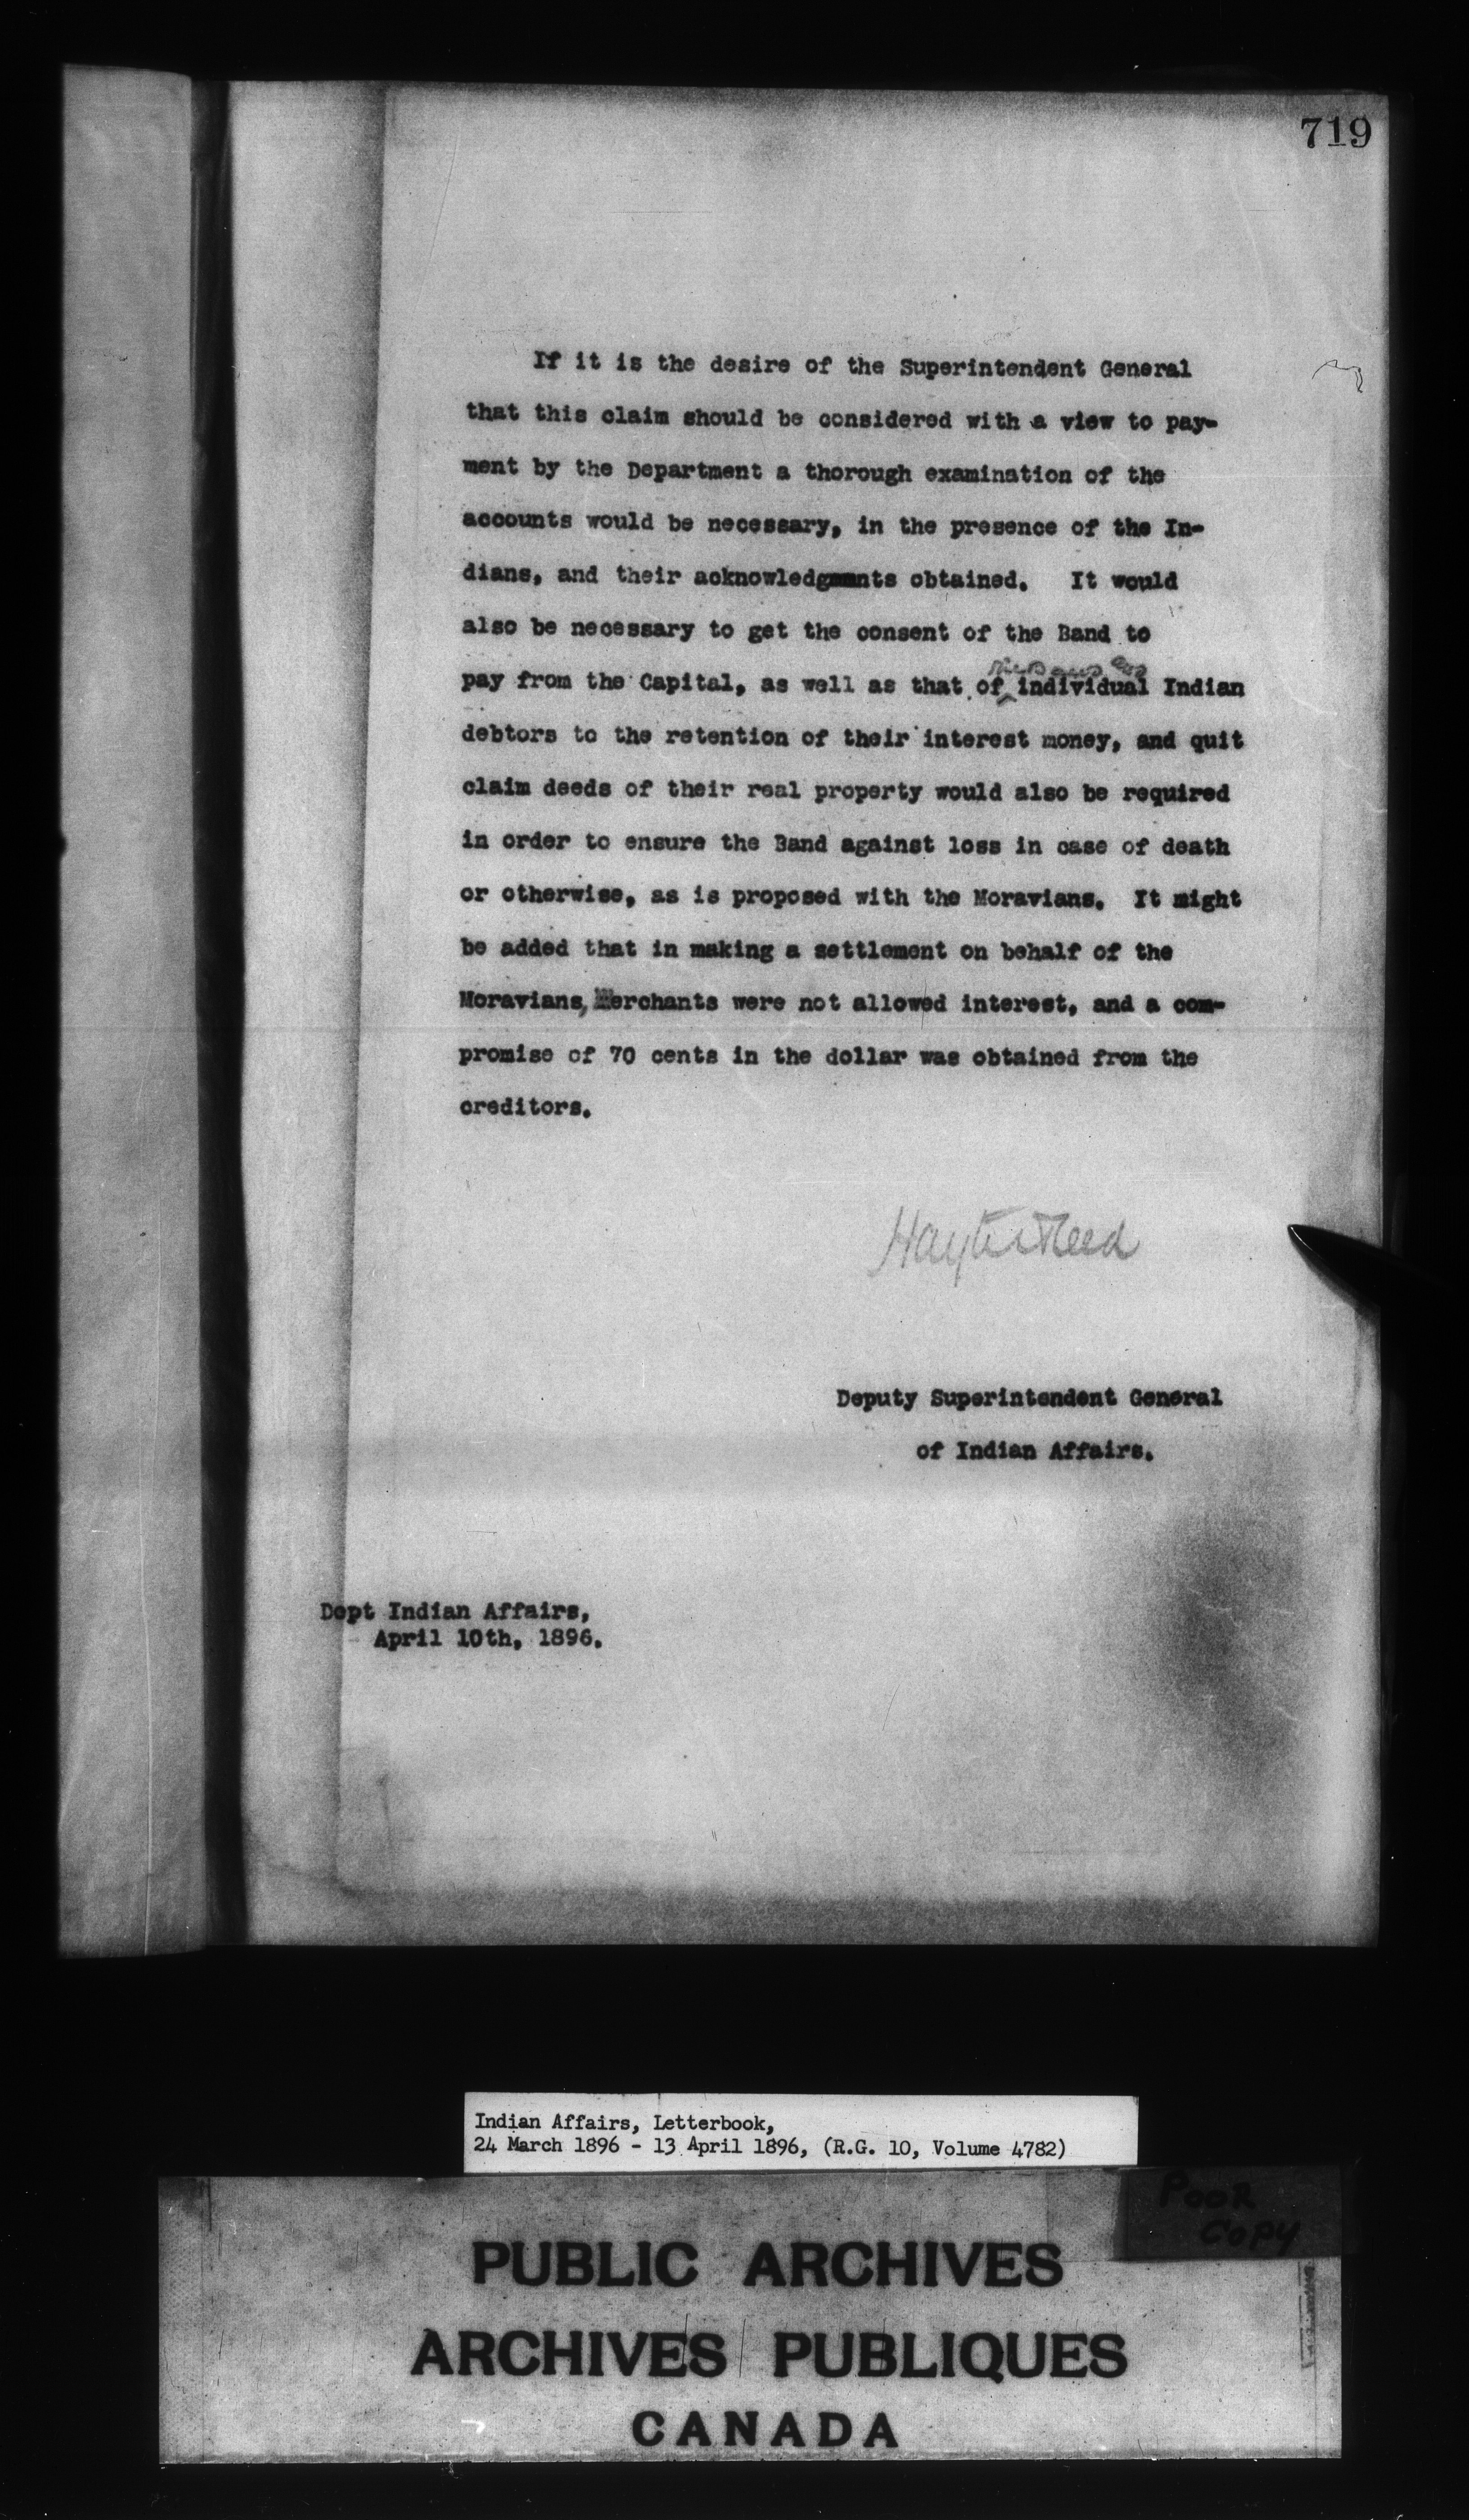 719
If it is the desire of the Superintendent General
that this claim should be considered with a view to pay-
ment by the Department a thorough examination of the
accounts would be necessary, in the presence of the In-
dians, and their acknowledgments obtained. It would
also be necessary to get the consent of the Band to
pay from the Capital, as well as that of individual Indian
debtors to the retention of their interest money, and quit
claim deeds of their real property would also be required
in order to ensure the Band against loss in case of death
or otherwise, as is proposed with the Moravians. It might
be added that in making a settlement on behalf of the
Moravians, Merchants were not allowed interest, and a com-
promise of 70 cents in the dollar was obtained from the
creditors.
Hayter Reed
Deputy Superintendent General
of Indian Affairs.
Dept Indian Affairs,
April 10th, 1896.
Indian Affairs, Letterbook,
24 March 1896 - 13 April 1896, (R.G. 10, Volume 4782)
POOR
COPY
PUBLIC ARCHIVES
ARCHIVES PUBLIQUES
CANADA